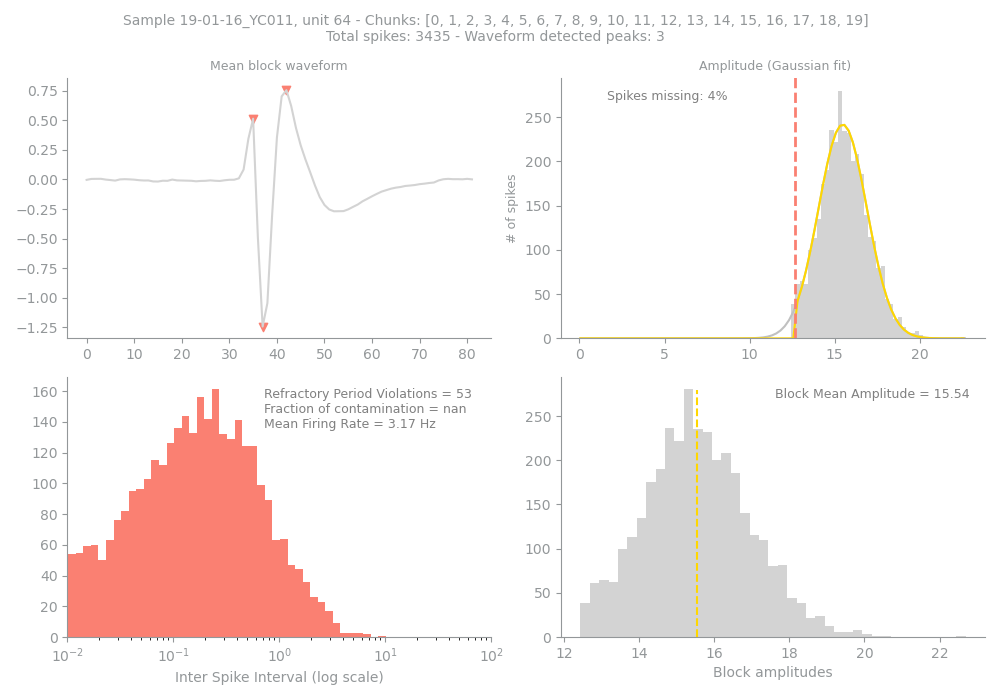 Sample 19-01-16_YC011, unit 64 - Chunks: [0, 1, 2, 3, 4, 5, 6, 7, 8, 9, 10, 11, 12, 13, 14, 15, 16, 17, 18, 19]
Total spikes: 3435 - Waveform detected peaks: 3
Mean block waveform
0.75
0.50
0.25
0.00
−0.25
−0.50
−0.75
−1.00
−1.25
0 10 20 30 40 50 60 70 80
Amplitude (Gaussian fit)
Spikes missing: 4%
# of spikes
250
200
150
100
50
0
0 5 10 15 20
Refractory Period Violations = 53
Fraction of contamination = nan
Mean Firing Rate = 3.17 Hz
160
140
120
100
80
60
40
20
0
10⁻² 10⁻¹ 10⁰ 10¹ 10²
Inter Spike Interval (log scale)
Block Mean Amplitude = 15.54
250
200
150
100
50
0
12 14 16 18 20 22
Block amplitudes